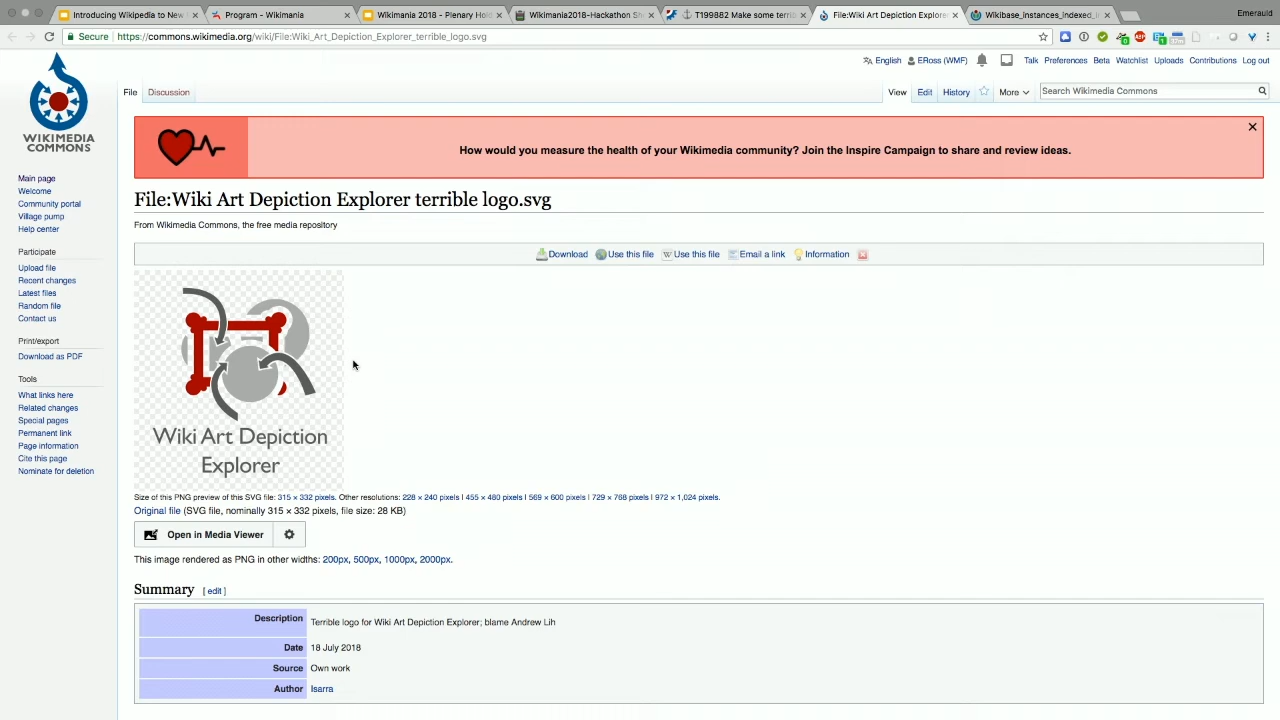 Introducing Wikipedia to New
Program - Wikimania
Wikimania 2018 - Plenary Hol
Wikimania2018-Hackathon Sh
T199882 Make some terri
File:Wiki Art Depiction Explore
Wikibase_instances_indexed_i
Emerauld
Secure
https://commons.wikimedia.org/wiki/File:Wiki_Art_Depiction_Explorer_terrible_logo.svg
English
ERoss (WMF)
Talk Preferences Beta Watchlist Uploads Contributions Log out
File Discussion
View Edit History More
Search Wikimedia Commons
WIKIMEDIA
COMMONS
Main page
Welcome
Community portal
Village pump
Help center
Participate
Upload file
Recent changes
Latest files
Random file
Contact us
Print/export
Download as PDF
Tools
What links here
Related changes
Special pages
Permanent link
Page information
Cite this page
Nominate for deletion
How would you measure the health of your Wikimedia community? Join the Inspire Campaign to share and review ideas.
File:Wiki Art Depiction Explorer terrible logo.svg
From Wikimedia Commons, the free media repository
Download Use this file Use this file Email a link Information
Wiki Art Depiction
Explorer
Size of this PNG preview of this SVG file: 315 × 332 pixels. Other resolutions: 228 × 240 pixels | 455 × 480 pixels | 569 × 600 pixels | 729 × 768 pixels | 972 × 1,024 pixels.
Original file (SVG file, nominally 315 × 332 pixels, file size: 28 KB)
Open in Media Viewer
This image rendered as PNG in other widths: 200px, 500px, 1000px, 2000px.
Summary [ edit ]
Description Terrible logo for Wiki Art Depiction Explorer; blame Andrew Lih
Date 18 July 2018
Source Own work
Author Isarra